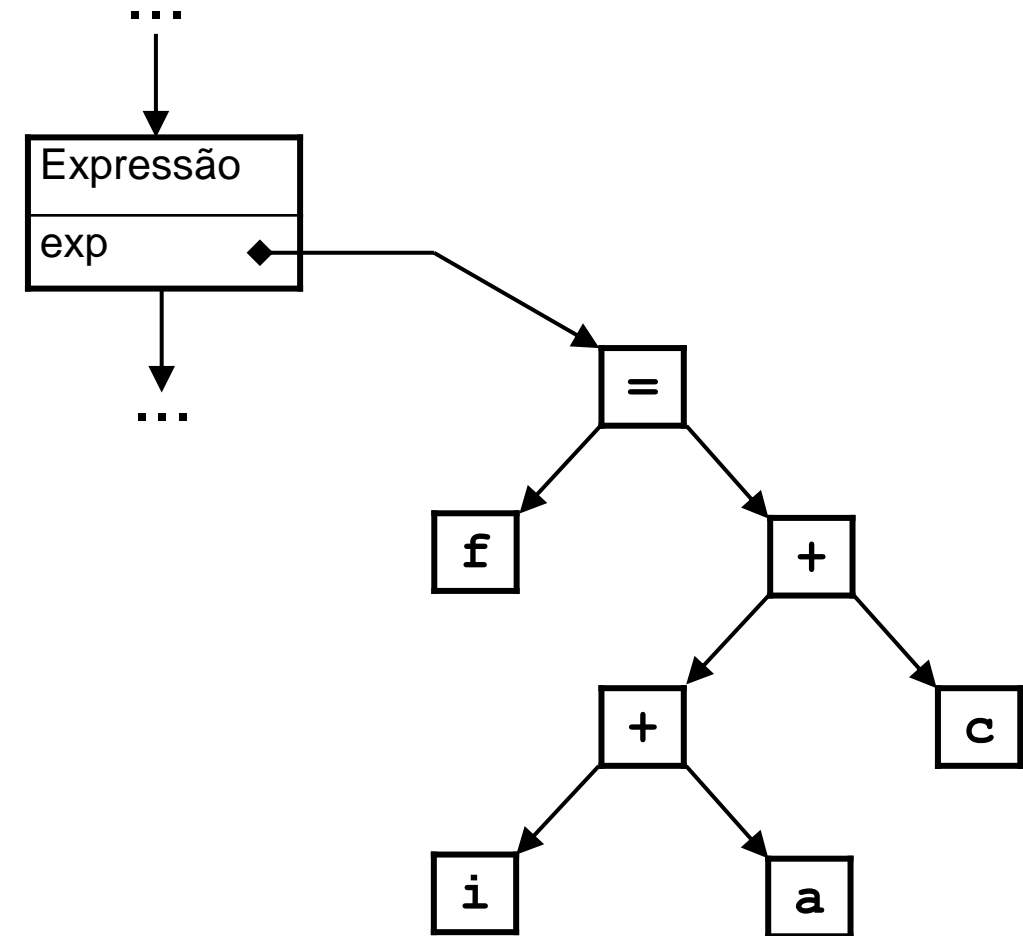 ...
Expressão
exp
=
...
f
+
+
c
i
a